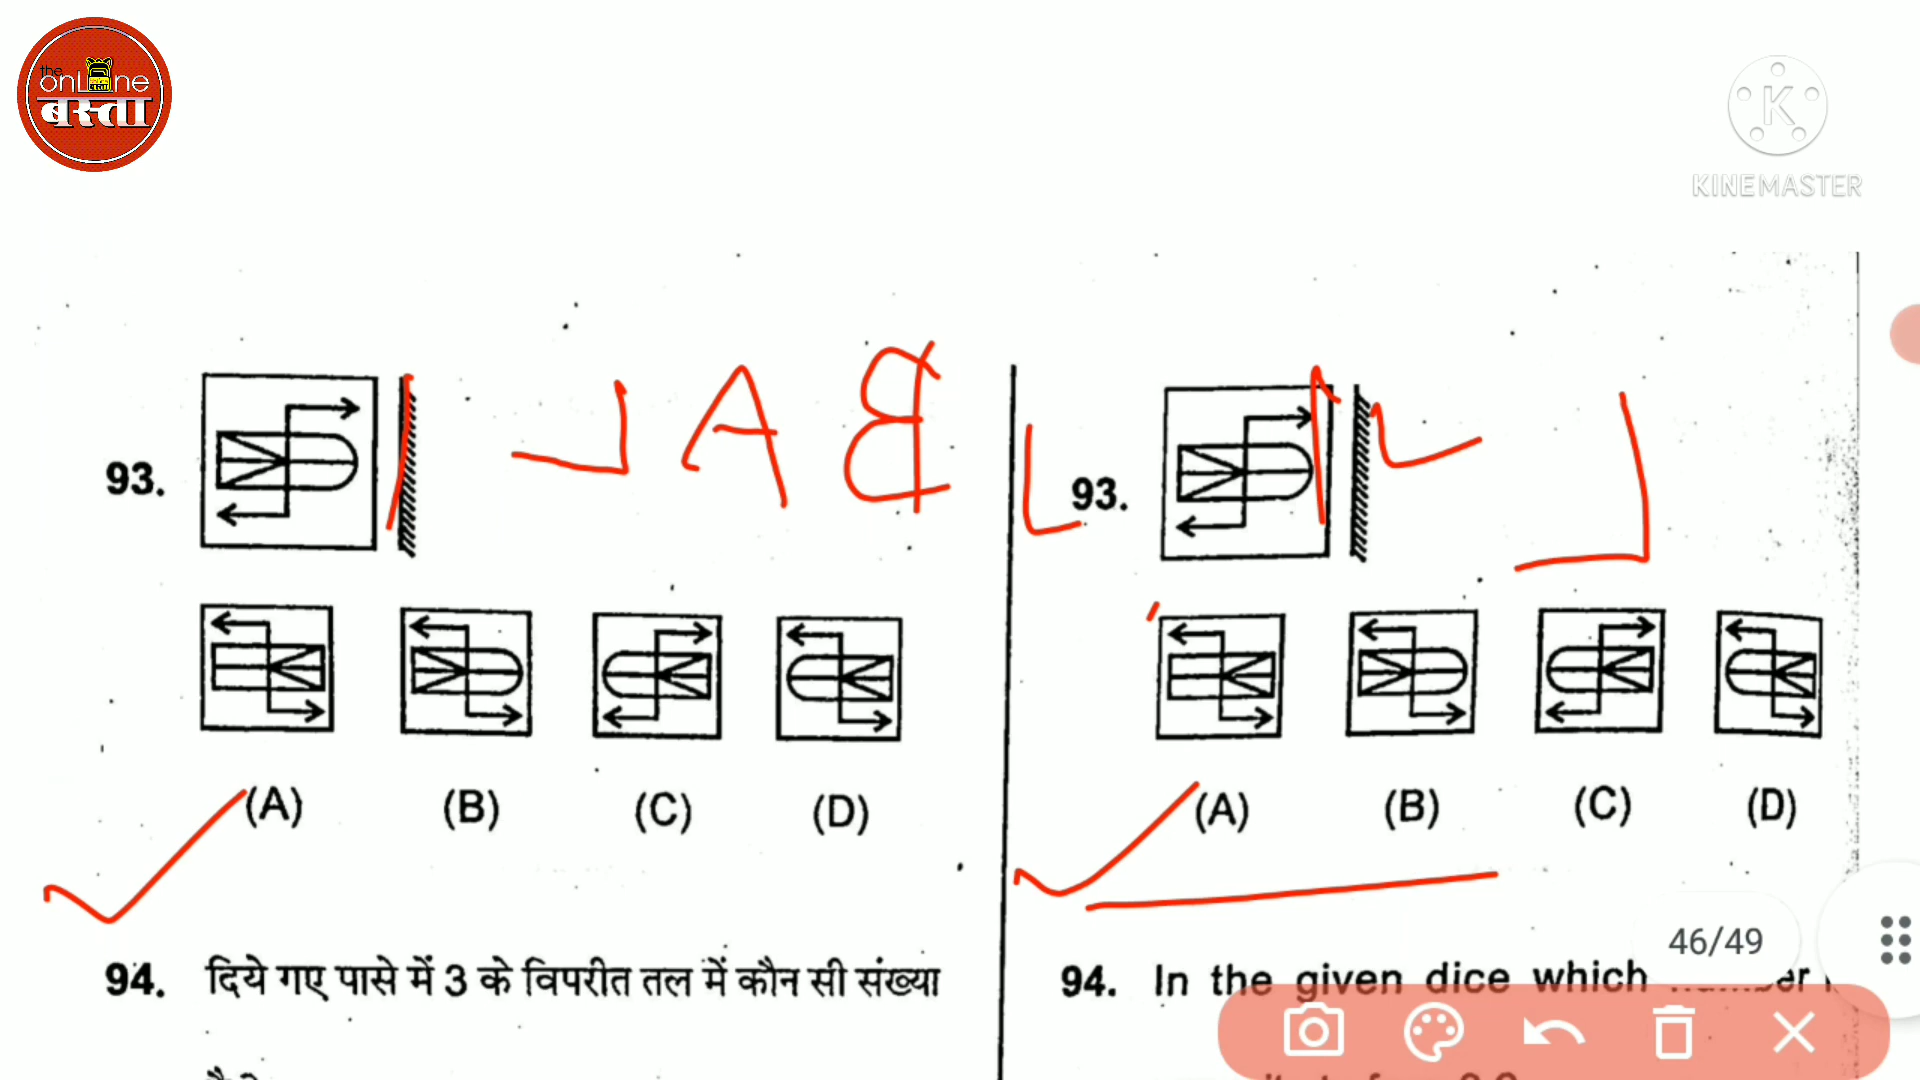 the
onLine
बस्ता
KINEMASTER
A B
93.
(A) (B) (C) (D)
94. दिये गए पासे में 3 के विपरीत तल में कौन सी संख्या
93.
(A) (B) (C) (D)
94. In the given dice which
46/49